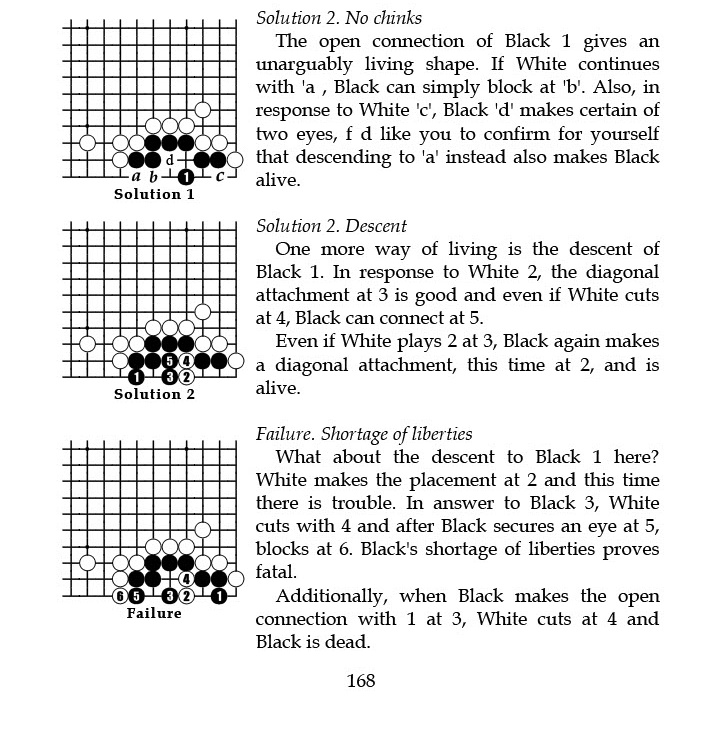 Solution 2. No chinks
The open connection of Black 1 gives an
unarguably living shape. If White continues
with 'a , Black can simply block at 'b'. Also, in
response to White 'c', Black 'd' makes certain of
two eyes, f d like you to confirm for yourself
that descending to 'a' instead also makes Black
alive.
d
a b 1 c
Solution 1
Solution 2. Descent
One more way of living is the descent of
Black 1. In response to White 2, the diagonal
attachment at 3 is good and even if White cuts
at 4, Black can connect at 5.
Even if White plays 2 at 3, Black again makes
a diagonal attachment, this time at 2, and is
alive.
5 4
1 3 2
Solution 2
Failure. Shortage of liberties
What about the descent to Black 1 here?
White makes the placement at 2 and this time
there is trouble. In answer to Black 3, White
cuts with 4 and after Black secures an eye at 5,
blocks at 6. Black's shortage of liberties proves
fatal.
Additionally, when Black makes the open
connection with 1 at 3, White cuts at 4 and
Black is dead.
4
6 5 3 2 1
Failure
168